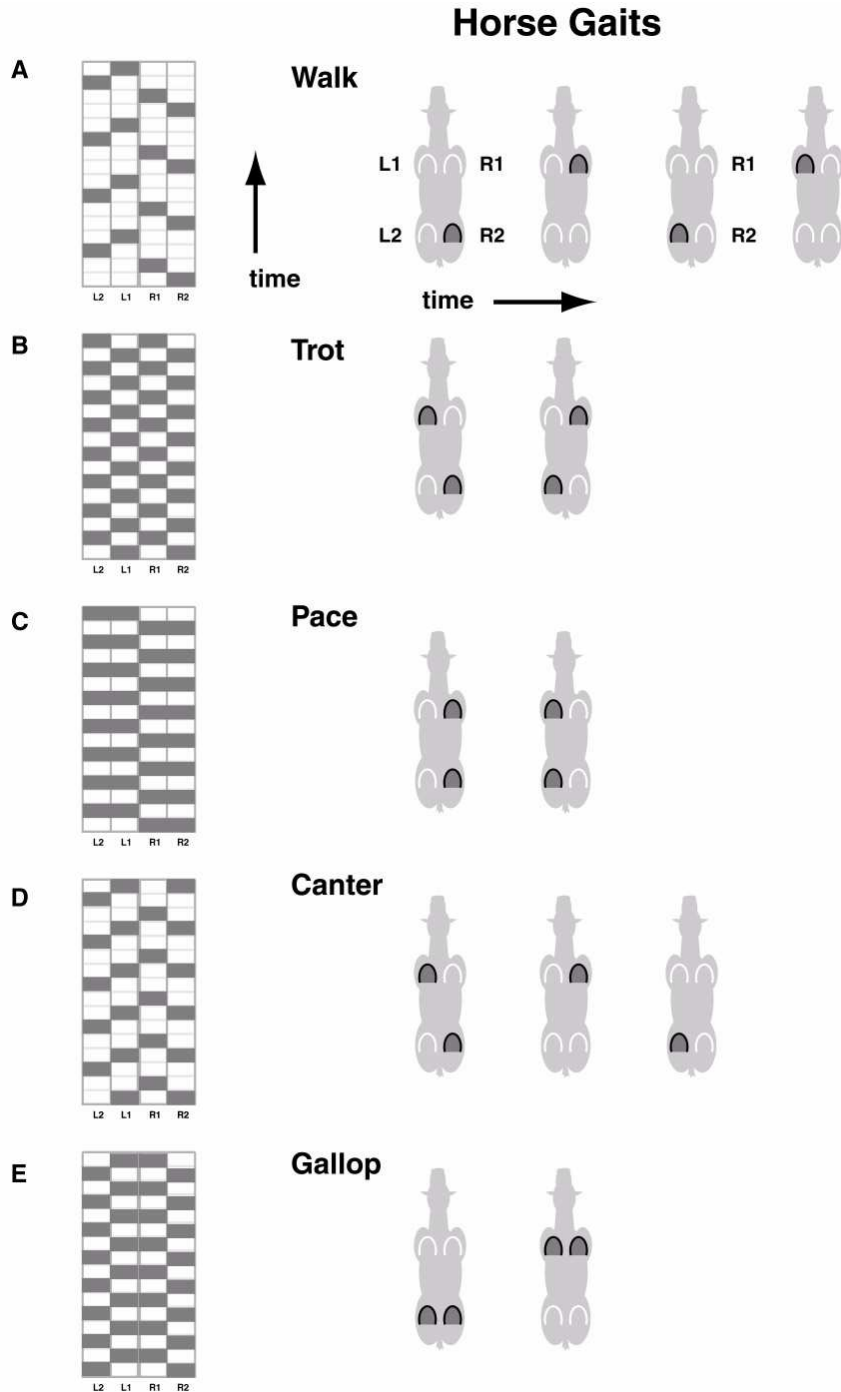 Horse Gaits
A
Walk
L1 R1 R1
L2 R2 R2
time
time
L2 L1 R1 R2
B
Trot
L2 L1 R1 R2
C
Pace
L2 L1 R1 R2
D
Canter
L2 L1 R1 R2
E
Gallop
L2 L1 R1 R2